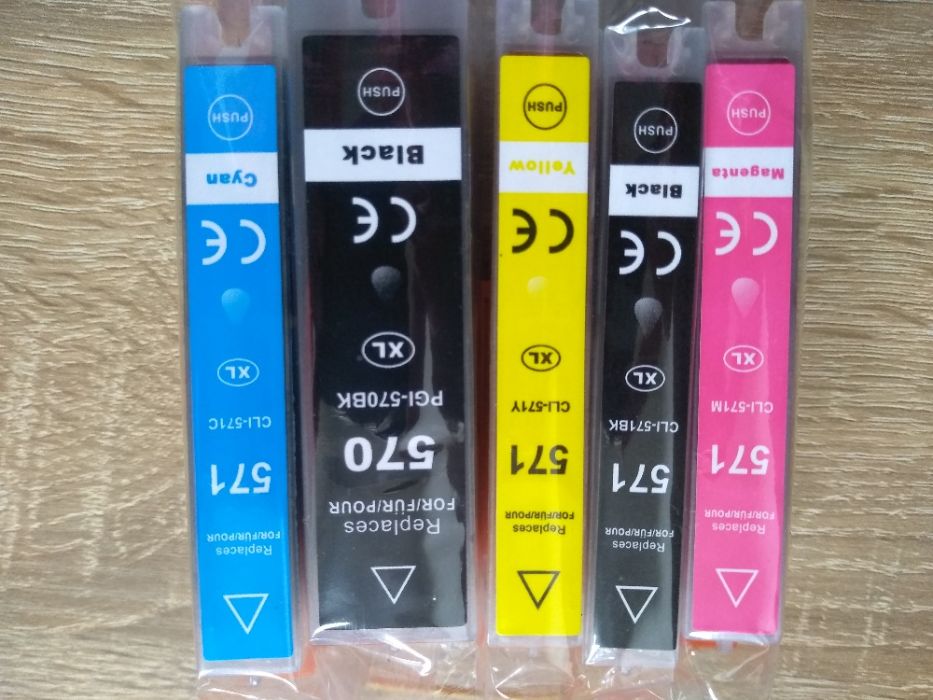 Replaces
FOR/FÜR/POUR
571
CLI-571M
XL
CE
Magenta
PUSH
Replaces
FOR/FÜR/POUR
571
CLI-571BK
XL
CE
Black
PUSH
Replaces
FOR/FÜR/POUR
571
CLI-571Y
XL
CE
Yellow
PUSH
Replaces
FOR/FÜR/POUR
570
PGI-570BK
XL
CE
Black
PUSH
Replaces
FOR/FÜR/POUR
571
CLI-571C
XL
CE
Cyan
PUSH